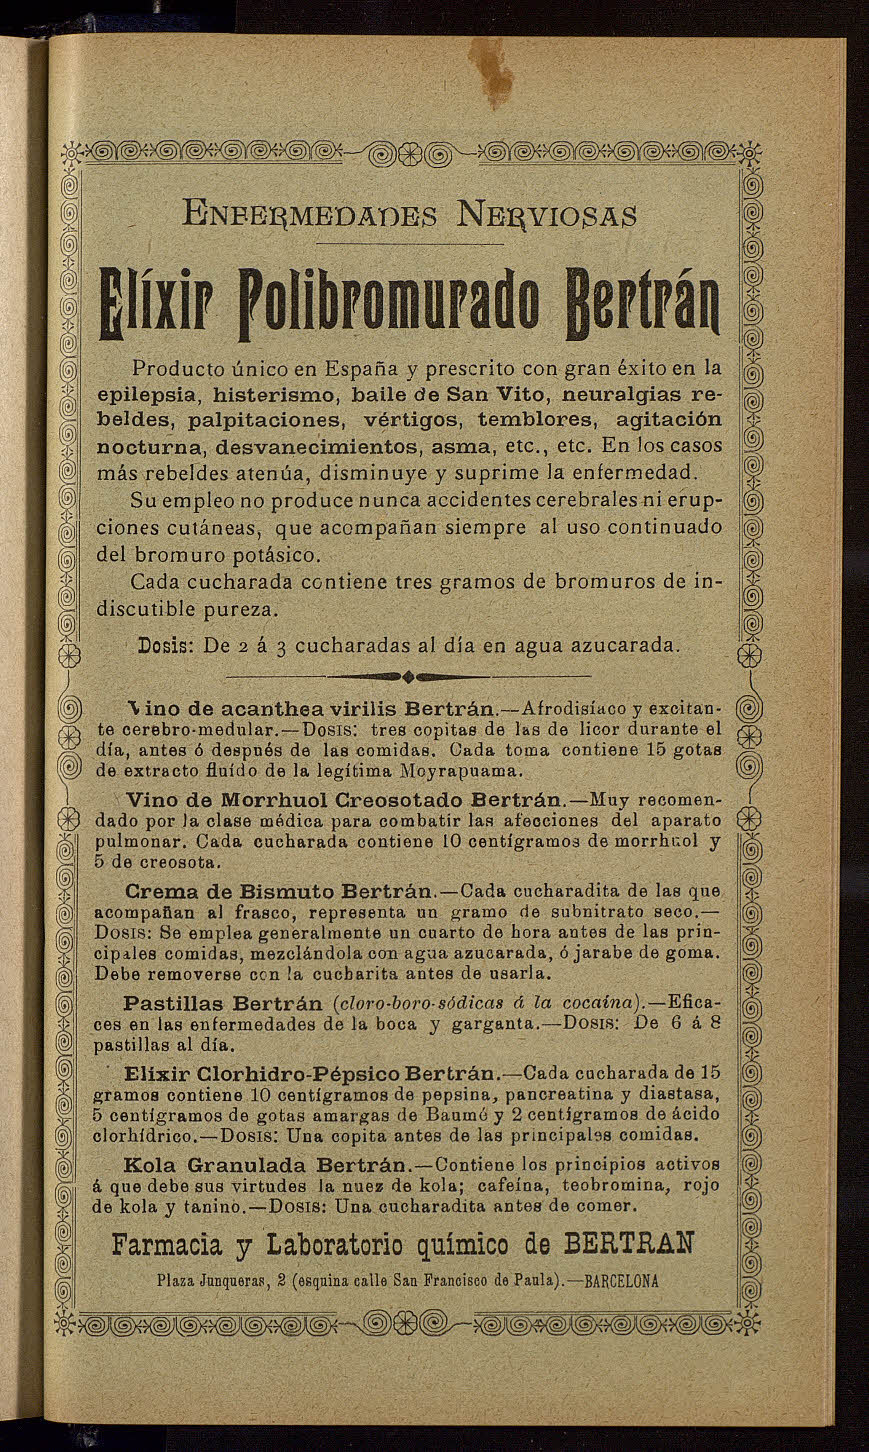 ENFERMEDADES NERVIOSAS
Elíxir Polibromurado Bertrán
Producto único en España y prescrito con gran éxito en la
epilepsia, histerismo, baile de San Vito, neuralgias re-
beldes, palpitaciones, vértigos, temblores, agitación
nocturna, desvanecimientos, asma, etc., etc. En los casos
más rebeldes atenúa, disminuye y suprime la enfermedad.
Su empleo no produce nunca accidentes cerebrales ni erup-
ciones cutáneas, que acompañan siempre al uso continuado
del bromuro potásico.
Cada cucharada contiene tres gramos de bromuros de in-
discutible pureza.
Dosis: De 2 á 3 cucharadas al día en agua azucarada.
Vino de acanthea virilis Bertrán.—Afrodisíaco y excitan-
te cerebro-medular.—DOSIS: tres copitas de las de licor durante el
día, antes ó después de las comidas. Cada toma contiene 15 gotas
de extracto fluído de la legítima Moyrapuama.
Vino de Morrhuol Creosotado Bertrán.—Muy recomen-
dado por la clase médica para combatir las afecciones del aparato
pulmonar. Cada cucharada contiene 10 centígramos de morrhuol y
5 de creosota.
Crema de Bismuto Bertrán.—Cada cucharadita de las que
acompañan al frasco, representa un gramo de subnitrato seco.—
DOSIS: Se emplea generalmente un cuarto de hora antes de las prin-
cipales comidas, mezclándola con agua azucarada, ó jarabe de goma.
Debe removerse con la cucharita antes de usarla.
Pastillas Bertrán (cloro-boro-sódicas á la cocaína).—Efica-
ces en las enfermedades de la boca y garganta.—DOSIS: De 6 á 8
pastillas al día.
Elíxir Clorhidro-Pépsico Bertrán.—Cada cucharada de 15
gramos contiene 10 centígramos de pepsina, pancreatina y diastasa,
5 centígramos de gotas amargas de Baumé y 2 centígramos de ácido
clorhídrico.—DOSIS: Una copita antes de las principales comidas.
Kola Granulada Bertrán.—Contiene los principios activos
á que debe sus virtudes la nuez de kola; cafeína, teobromina, rojo
de kola y tanino.—DOSIS: Una cucharadita antes de comer.
Farmacia y Laboratorio químico de BERTRAN
Plaza Junqueras, 2 (esquina calle San Francisco de Paula).—BARCELONA